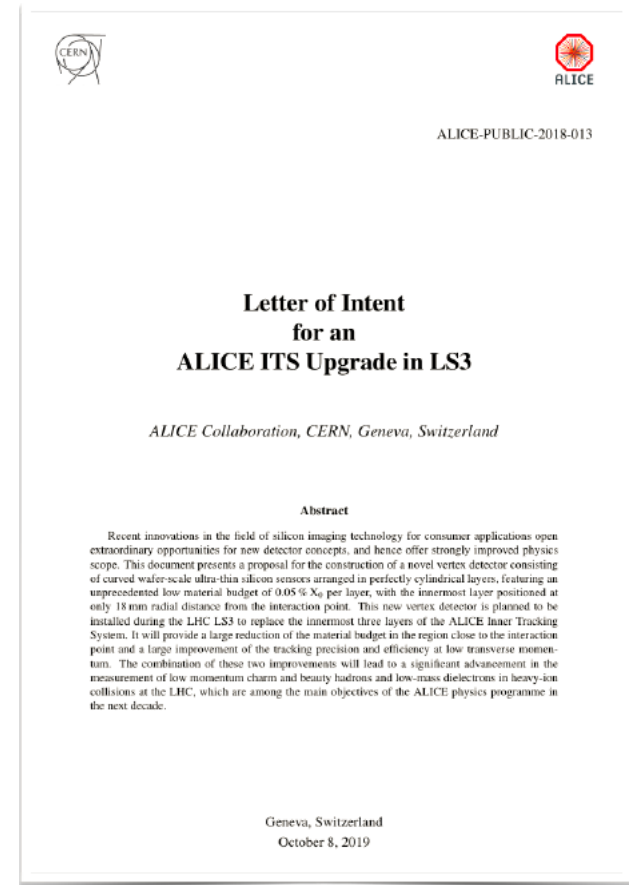 CERN
ALICE
ALICE-PUBLIC-2018-013
Letter of Intent
for an
ALICE ITS Upgrade in LS3
ALICE Collaboration, CERN, Geneva, Switzerland
Abstract
Recent innovations in the field of silicon imaging technology for consumer applications open
extraordinary opportunities for new detector concepts, and hence offer strongly improved physics
scope. This document presents a proposal for the construction of a novel vertex detector consisting
of curved wafer-scale ultra-thin silicon sensors arranged in perfectly cylindrical layers, featuring an
unprecedented low material budget of 0.05 % X₀ per layer, with the innermost layer positioned at
only 18 mm radial distance from the interaction point. This new vertex detector is planned to be
installed during the LHC LS3 to replace the innermost three layers of the ALICE Inner Tracking
System. It will provide a large reduction of the material budget in the region close to the interaction
point and a large improvement of the tracking precision and efficiency at low transverse momen-
tum. The combination of these two improvements will lead to a significant advancement in the
measurement of low momentum charm and beauty hadrons and low-mass dielectrons in heavy-ion
collisions at the LHC, which are among the main objectives of the ALICE physics programme in
the next decade.
Geneva, Switzerland
October 8, 2019